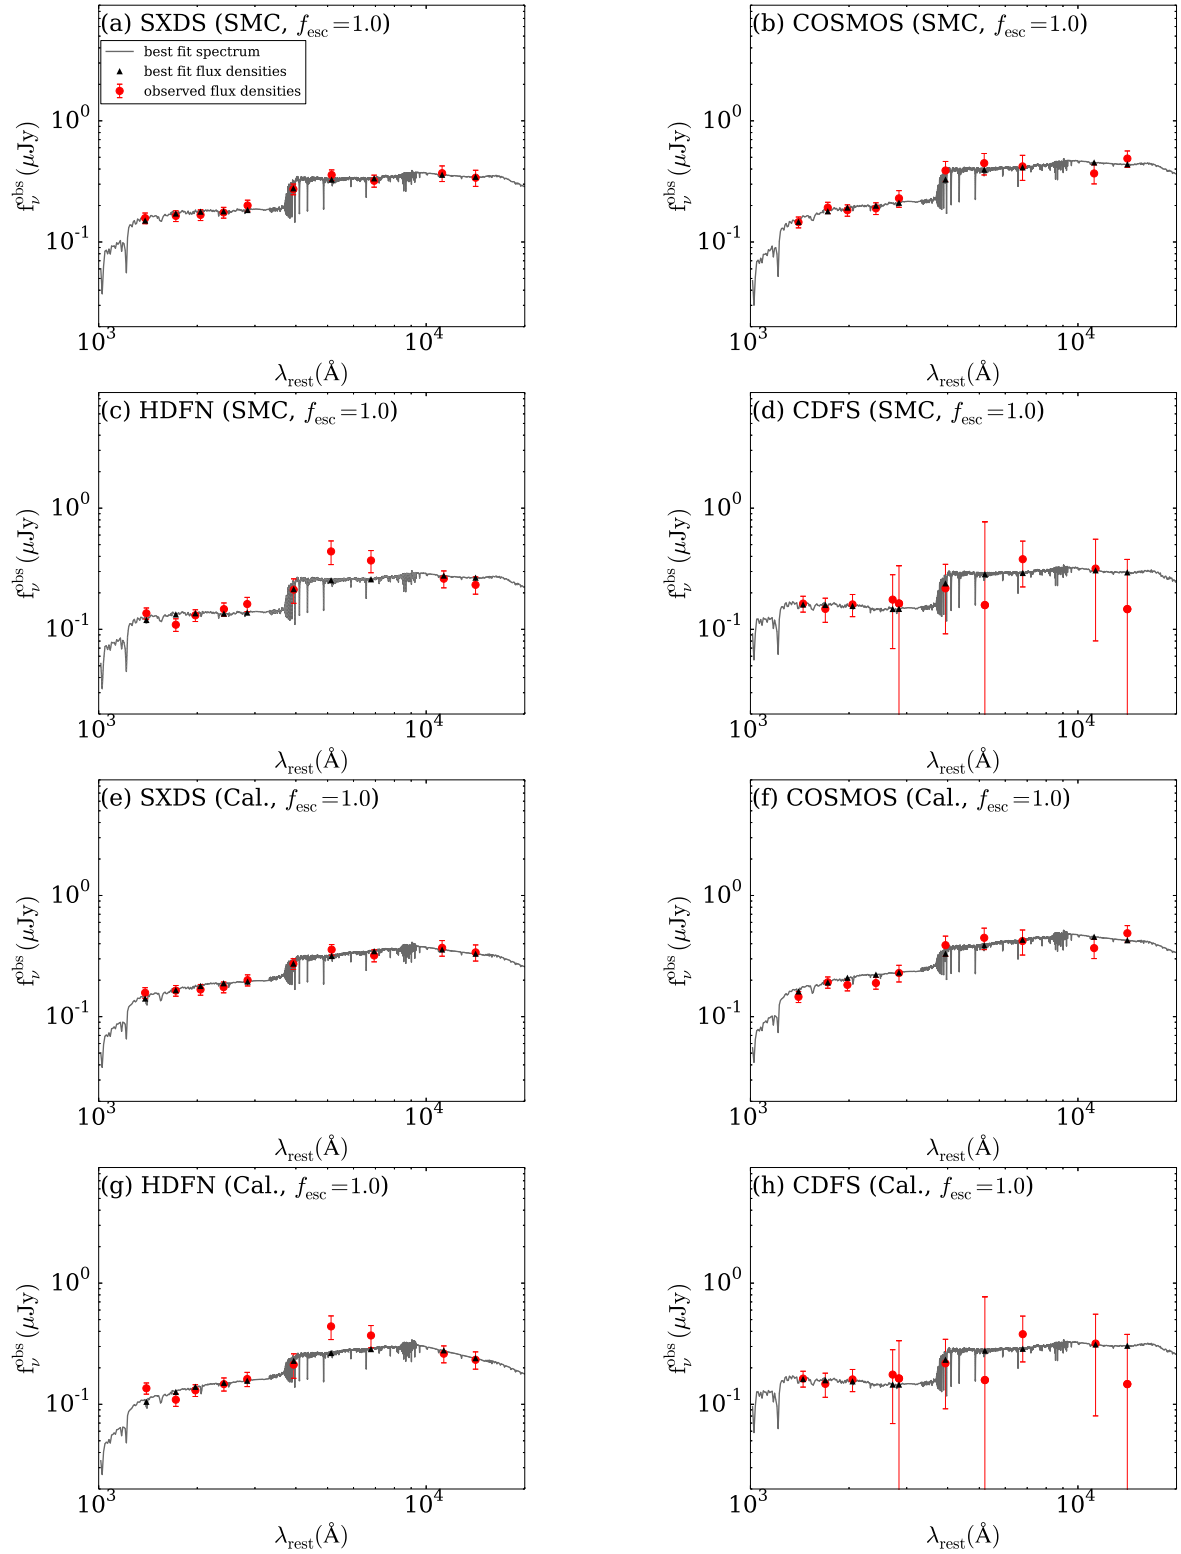 (a) SXDS (SMC, f_esc=1.0)
best fit spectrum
best fit flux densities
observed flux densities
10^0
10^-1
f_ν^obs (μJy)
10^3
10^4
λ_rest(Å)
(b) COSMOS (SMC, f_esc=1.0)
10^0
10^-1
f_ν^obs (μJy)
10^3
10^4
λ_rest(Å)
(c) HDFN (SMC, f_esc=1.0)
10^0
10^-1
f_ν^obs (μJy)
10^3
10^4
λ_rest(Å)
(d) CDFS (SMC, f_esc=1.0)
10^0
10^-1
f_ν^obs (μJy)
10^3
10^4
λ_rest(Å)
(e) SXDS (Cal., f_esc=1.0)
10^0
10^-1
f_ν^obs (μJy)
10^3
10^4
λ_rest(Å)
(f) COSMOS (Cal., f_esc=1.0)
10^0
10^-1
f_ν^obs (μJy)
10^3
10^4
λ_rest(Å)
(g) HDFN (Cal., f_esc=1.0)
10^0
10^-1
f_ν^obs (μJy)
10^3
10^4
λ_rest(Å)
(h) CDFS (Cal., f_esc=1.0)
10^0
10^-1
f_ν^obs (μJy)
10^3
10^4
λ_rest(Å)